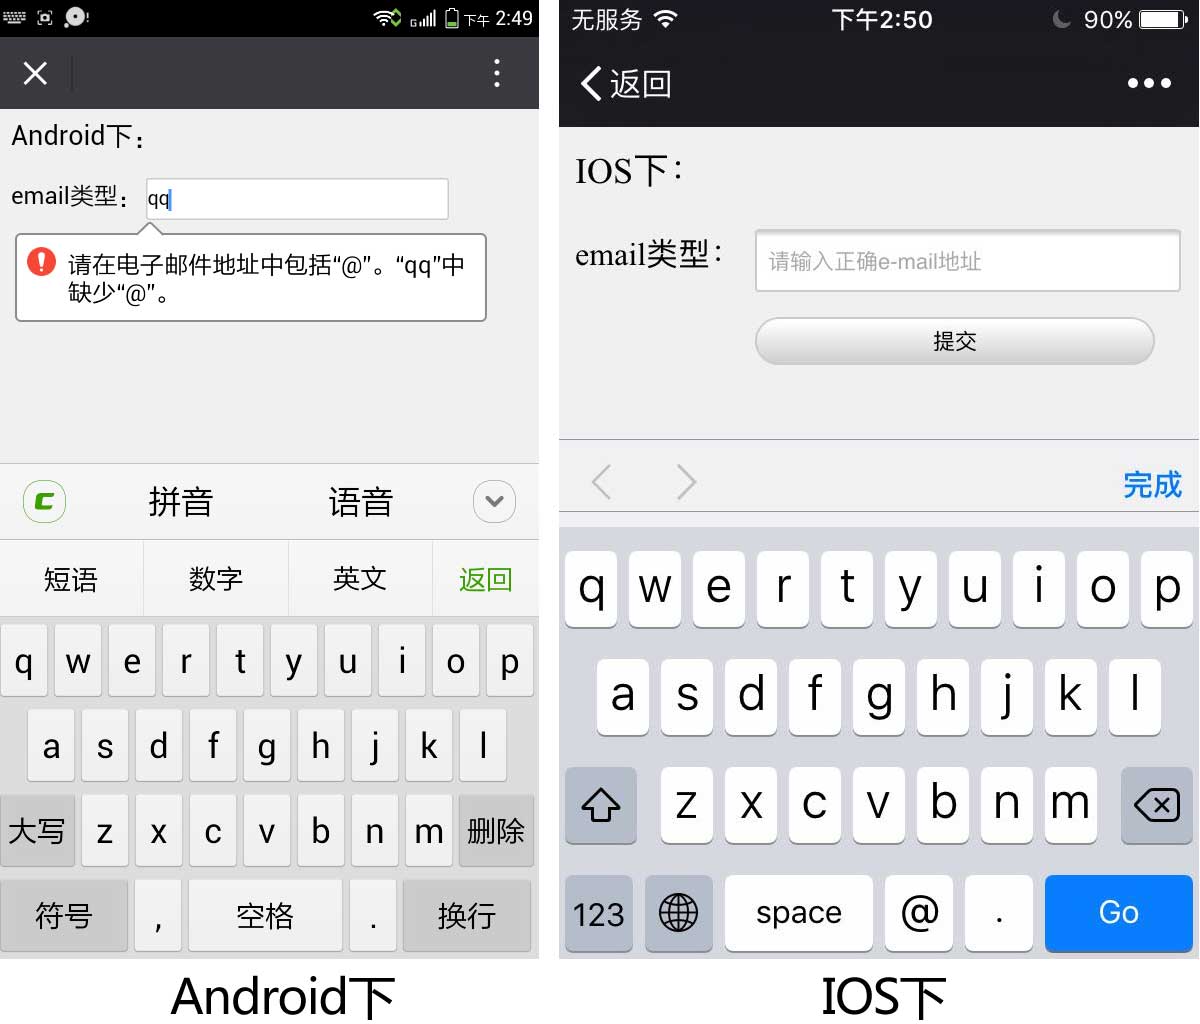 下午 2:49
Android下：
email类型： qq
请在电子邮件地址中包括“@”。“qq”中
缺少“@”。
拼音 语音
短语 数字 英文 返回
q w e r t y u i o p
a s d f g h j k l
大写 z x c v b n m 删除
符号 , 空格 . 换行
Android下
无服务 下午2:50 90%
返回
IOS下：
email类型： 请输入正确e-mail地址
提交
完成
q w e r t y u i o p
a s d f g h j k l
z x c v b n m
123 space @ . Go
IOS下